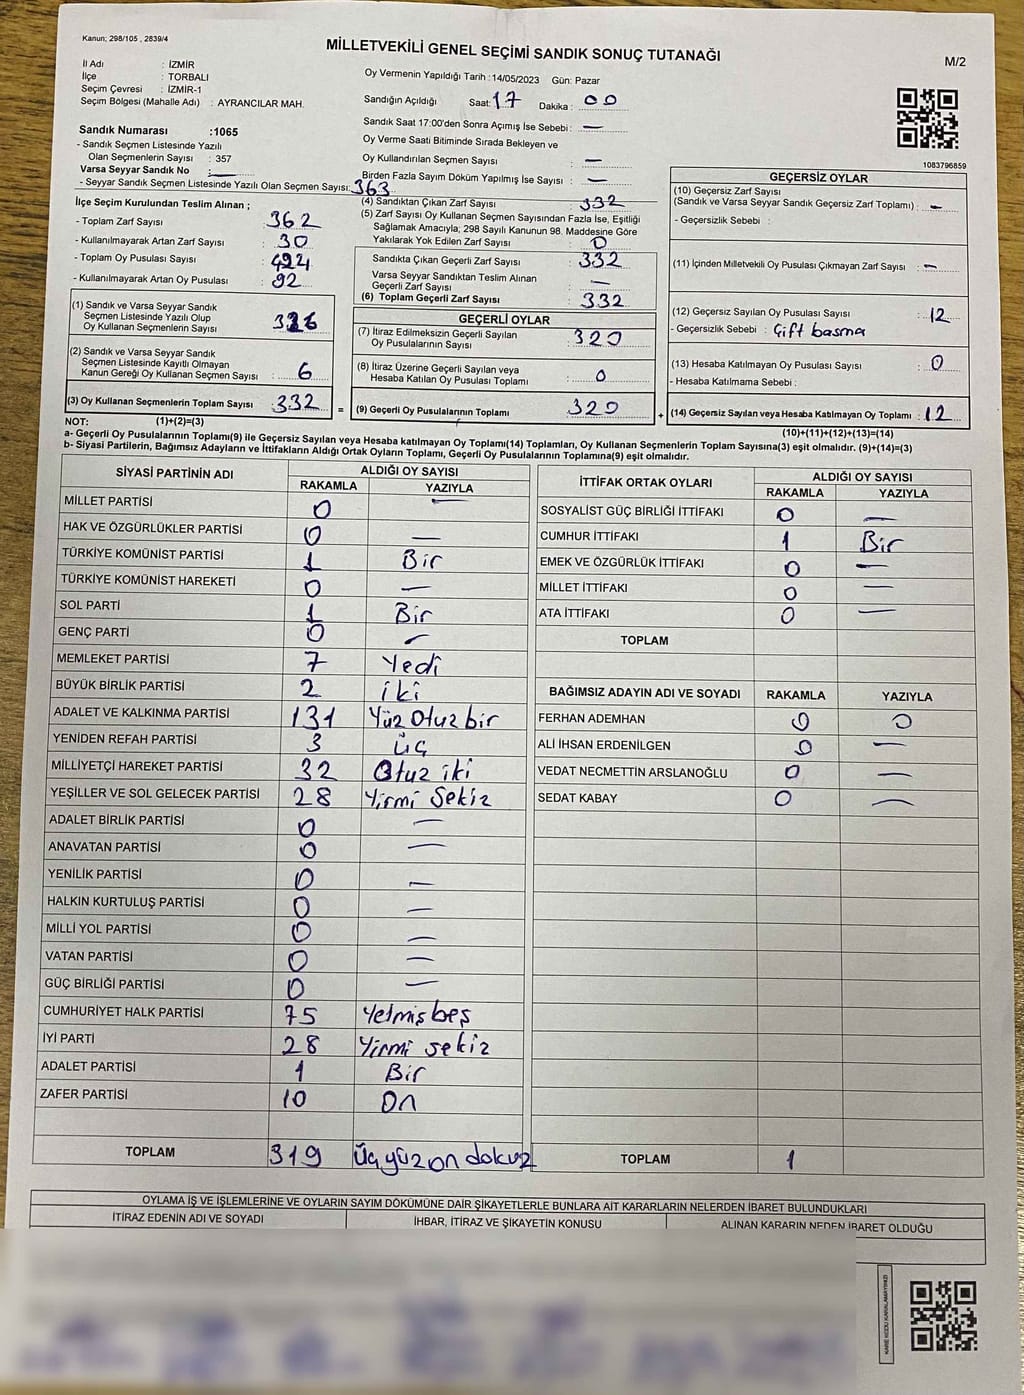 Kanun; 298/105 , 2839/4
MİLLETVEKİLİ GENEL SEÇİMİ SANDIK SONUÇ TUTANAĞI
M/2
İl Adı : İZMİR
İlçe : TORBALI
Seçim Çevresi : İZMİR-1
Seçim Bölgesi (Mahalle Adı) : AYRANCILAR MAH.
Sandık Numarası :1065
- Sandık Seçmen Listesinde Yazılı
Olan Seçmenlerin Sayısı : 357
Varsa Seyyar Sandık No : —
- Seyyar Sandık Seçmen Listesinde Yazılı Olan Seçmen Sayısı: 363
İlçe Seçim Kurulundan Teslim Alınan ;
- Toplam Zarf Sayısı : 362
- Kullanılmayarak Artan Zarf Sayısı : 30
- Toplam Oy Pusulası Sayısı : 424
- Kullanılmayarak Artan Oy Pusulası : 92
(1) Sandık ve Varsa Seyyar Sandık
Seçmen Listesinde Yazılı Olup
Oy Kullanan Seçmenlerin Sayısı : 326
(2) Sandık ve Varsa Seyyar Sandık
Seçmen Listesinde Kayıtlı Olmayan
Kanun Gereği Oy Kullanan Seçmen Sayısı : 6
(3) Oy Kullanan Seçmenlerin Toplam Sayısı : 332
Oy Vermenin Yapıldığı Tarih : 14/05/2023 Gün: Pazar
Sandığın Açıldığı Saat: 17 Dakika : 00
Sandık Saat 17:00'den Sonra Açımış İse Sebebi : —
Oy Verme Saati Bitiminde Sırada Bekleyen ve
Oy Kullandırılan Seçmen Sayısı : —
Birden Fazla Sayım Döküm Yapılmış İse Sayısı : —
(4) Sandıktan Çıkan Zarf Sayısı : 332
(5) Zarf Sayısı Oy Kullanan Seçmen Sayısından Fazla İse, Eşitliği
Sağlamak Amacıyla; 298 Sayılı Kanunun 98. Maddesine Göre
Yakılarak Yok Edilen Zarf Sayısı : 0
Sandıkta Çıkan Geçerli Zarf Sayısı : 332
Varsa Seyyar Sandıktan Teslim Alınan
Geçerli Zarf Sayısı : —
(6) Toplam Geçerli Zarf Sayısı : 332
GEÇERLİ OYLAR
(7) İtiraz Edilmeksizin Geçerli Sayılan
Oy Pusulalarının Sayısı : 320
(8) İtiraz Üzerine Geçerli Sayılan veya
Hesaba Katılan Oy Pusulası Toplamı : 0
= (9) Geçerli Oy Pusulalarının Toplamı 320
1083796859
GEÇERSİZ OYLAR
(10) Geçersiz Zarf Sayısı
(Sandık ve Varsa Seyyar Sandık Geçersiz Zarf Toplamı) : —
- Geçersizlik Sebebi :
(11) İçinden Milletvekili Oy Pusulası Çıkmayan Zarf Sayısı : —
(12) Geçersiz Sayılan Oy Pusulası Sayısı : 12
- Geçersizlik Sebebi : Çift basma
(13) Hesaba Katılmayan Oy Pusulası Sayısı : 0
- Hesaba Katılmama Sebebi :
+ (14) Geçersiz Sayılan veya Hesaba Katılmayan Oy Toplamı : 12
NOT: (1)+(2)=(3)
(10)+(11)+(12)+(13)=(14)
a- Geçerli Oy Pusulalarının Toplamı(9) ile Geçersiz Sayılan veya Hesaba katılmayan Oy Toplamı(14) Toplamları, Oy Kullanan Seçmenlerin Toplam Sayısına(3) eşit olmalıdır. (9)+(14)=(3)
b- Siyasi Partilerin, Bağımsız Adayların ve İttifakların Aldığı Ortak Oyların Toplamı, Geçerli Oy Pusulalarının Toplamına(9) eşit olmalıdır.
SİYASİ PARTİNİN ADI ALDIĞI OY SAYISI
RAKAMLA YAZIYLA
MİLLET PARTİSİ 0 —
HAK VE ÖZGÜRLÜKLER PARTİSİ 0 —
TÜRKİYE KOMÜNİST PARTİSİ 1 Bir
TÜRKİYE KOMÜNİST HAREKETİ 0 —
SOL PARTİ 1 Bir
GENÇ PARTİ 0 —
MEMLEKET PARTİSİ 7 Yedi
BÜYÜK BİRLİK PARTİSİ 2 iki
ADALET VE KALKINMA PARTİSİ 131 Yüz Otuz bir
YENİDEN REFAH PARTİSİ 3 Üç
MİLLİYETÇİ HAREKET PARTİSİ 32 Otuz iki
YEŞİLLER VE SOL GELECEK PARTİSİ 28 Yirmi Sekiz
ADALET BİRLİK PARTİSİ 0 —
ANAVATAN PARTİSİ 0 —
YENİLİK PARTİSİ 0 —
HALKIN KURTULUŞ PARTİSİ 0 —
MİLLİ YOL PARTİSİ 0 —
VATAN PARTİSİ 0 —
GÜÇ BİRLİĞİ PARTİSİ 0 —
CUMHURİYET HALK PARTİSİ 75 Yetmiş beş
İYİ PARTİ 28 Yirmi sekiz
ADALET PARTİSİ 1 Bir
ZAFER PARTİSİ 10 On
TOPLAM 319 Üç yüz on dokuz
İTTİFAK ORTAK OYLARI ALDIĞI OY SAYISI
RAKAMLA YAZIYLA
SOSYALİST GÜÇ BİRLİĞİ İTTİFAKI 0 —
CUMHUR İTTİFAKI 1 Bir
EMEK VE ÖZGÜRLÜK İTTİFAKI 0 —
MİLLET İTTİFAKI 0 —
ATA İTTİFAKI 0 —
TOPLAM
BAĞIMSIZ ADAYIN ADI VE SOYADI RAKAMLA YAZIYLA
FERHAN ADEMHAN 0 0
ALİ İHSAN ERDENİLGEN 0 —
VEDAT NECMETTİN ARSLANOĞLU 0 —
SEDAT KABAY 0 —
TOPLAM 1
OYLAMA İŞ VE İŞLEMLERİNE VE OYLARIN SAYIM DÖKÜMÜNE DAİR ŞİKAYETLERLE BUNLARA AİT KARARLARIN NELERDEN İBARET BULUNDUKLARI
İTİRAZ EDENİN ADI VE SOYADI İHBAR, İTİRAZ VE ŞİKAYETİN KONUSU ALINAN KARARIN NEDEN İBARET OLDUĞU
KARE KODU KARALAMAYINIZ!